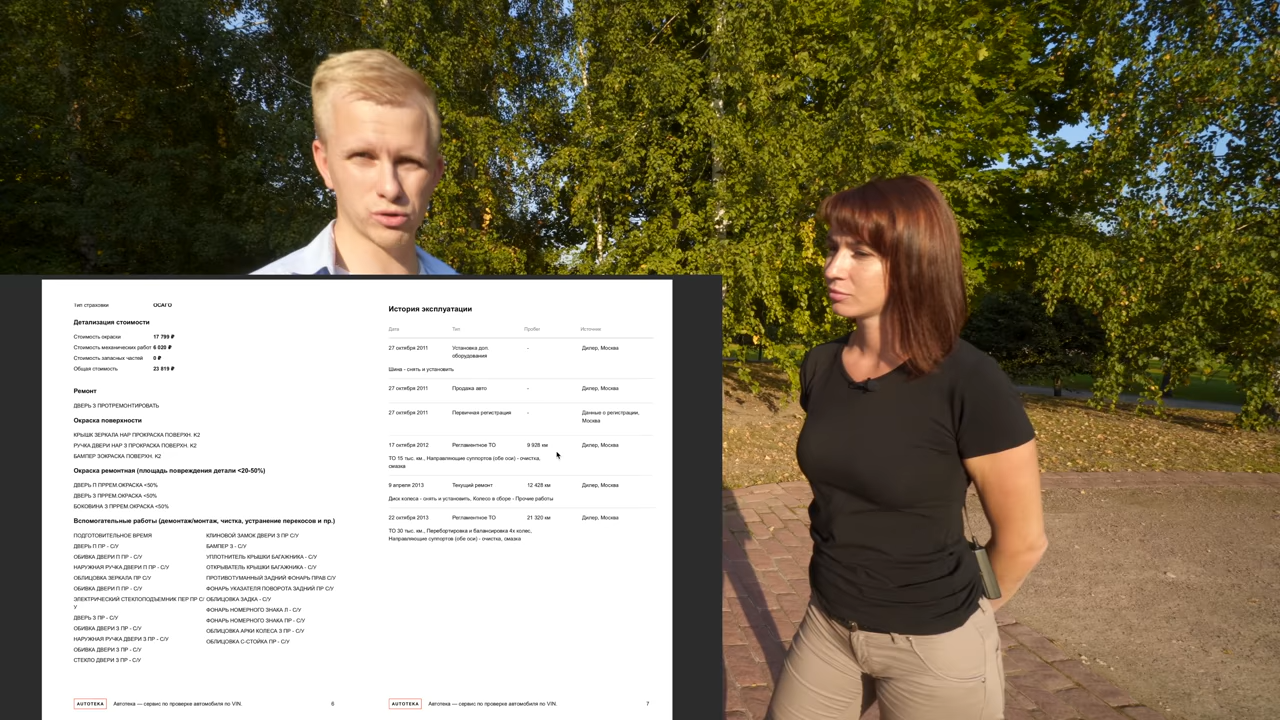 Тип страховки ОСАГО
Детализация стоимости
Стоимость окраски 17 799 ₽
Стоимость механических работ 6 020 ₽
Стоимость запасных частей 0 ₽
Общая стоимость 23 819 ₽
Ремонт
ДВЕРЬ З ПРОТРЕМОНТИРОВАТЬ
Окраска поверхности
КРЫШК ЗЕРКАЛА НАР ПРОКРАСКА ПОВЕРХН. К2
РУЧКА ДВЕРИ НАР З ПРОКРАСКА ПОВЕРХН. К2
БАМПЕР ЗОКРАСКА ПОВЕРХН. К2
Окраска ремонтная (площадь повреждения детали <20-50%)
ДВЕРЬ П ПРРЕМ.ОКРАСКА <50%
ДВЕРЬ З ПРРЕМ.ОКРАСКА <50%
БОКОВИНА З ПРРЕМ.ОКРАСКА <50%
Вспомогательные работы (демонтаж/монтаж, чистка, устранение перекосов и пр.)
ПОДГОТОВИТЕЛЬНОЕ ВРЕМЯ
ДВЕРЬ П ПР - С/У
ОБИВКА ДВЕРИ П ПР - С/У
НАРУЖНАЯ РУЧКА ДВЕРИ П ПР - С/У
ОБЛИЦОВКА ЗЕРКАЛА ПР С/У
ОБИВКА ДВЕРИ П ПР - С/У
ЭЛЕКТРИЧЕСКИЙ СТЕКЛОПОДЪЕМНИК ПЕР ПР С/
У
ДВЕРЬ З ПР - С/У
ОБИВКА ДВЕРИ З ПР - С/У
НАРУЖНАЯ РУЧКА ДВЕРИ З ПР - С/У
ОБИВКА ДВЕРИ З ПР - С/У
СТЕКЛО ДВЕРИ З ПР - С/У
КЛИНОВОЙ ЗАМОК ДВЕРИ З ПР С/У
БАМПЕР З - С/У
УПЛОТНИТЕЛЬ КРЫШКИ БАГАЖНИКА - С/У
ОТКРЫВАТЕЛЬ КРЫШКИ БАГАЖНИКА - С/У
ПРОТИВОТУМАННЫЙ ЗАДНИЙ ФОНАРЬ ПРАВ С/У
ФОНАРЬ УКАЗАТЕЛЯ ПОВОРОТА ЗАДНИЙ ПР С/У
ОБЛИЦОВКА ЗАДКА - С/У
ФОНАРЬ НОМЕРНОГО ЗНАКА Л - С/У
ФОНАРЬ НОМЕРНОГО ЗНАКА ПР - С/У
ОБЛИЦОВКА АРКИ КОЛЕСА З ПР - С/У
ОБЛИЦОВКА С-СТОЙКА ПР - С/У
АВТОТЕКА Автотека — сервис по проверке автомобиля по VIN. 6
История эксплуатации
Дата Тип Пробег Источник
27 октября 2011 Установка доп. - Дилер, Москва
оборудования
Шина - снять и установить
27 октября 2011 Продажа авто - Дилер, Москва
27 октября 2011 Первичная регистрация - Данные о регистрации,
Москва
17 октября 2012 Регламентное ТО 9 928 км Дилер, Москва
ТО 15 тыс. км., Направляющие суппортов (обе оси) - очистка,
смазка
9 апреля 2013 Текущий ремонт 12 428 км Дилер, Москва
Диск колеса - снять и установить, Колесо в сборе - Прочие работы
22 октября 2013 Регламентное ТО 21 320 км Дилер, Москва
ТО 30 тыс. км., Перебортировка и балансировка 4х колес,
Направляющие суппортов (обе оси) - очистка, смазка
АВТОТЕКА Автотека — сервис по проверке автомобиля по VIN. 7